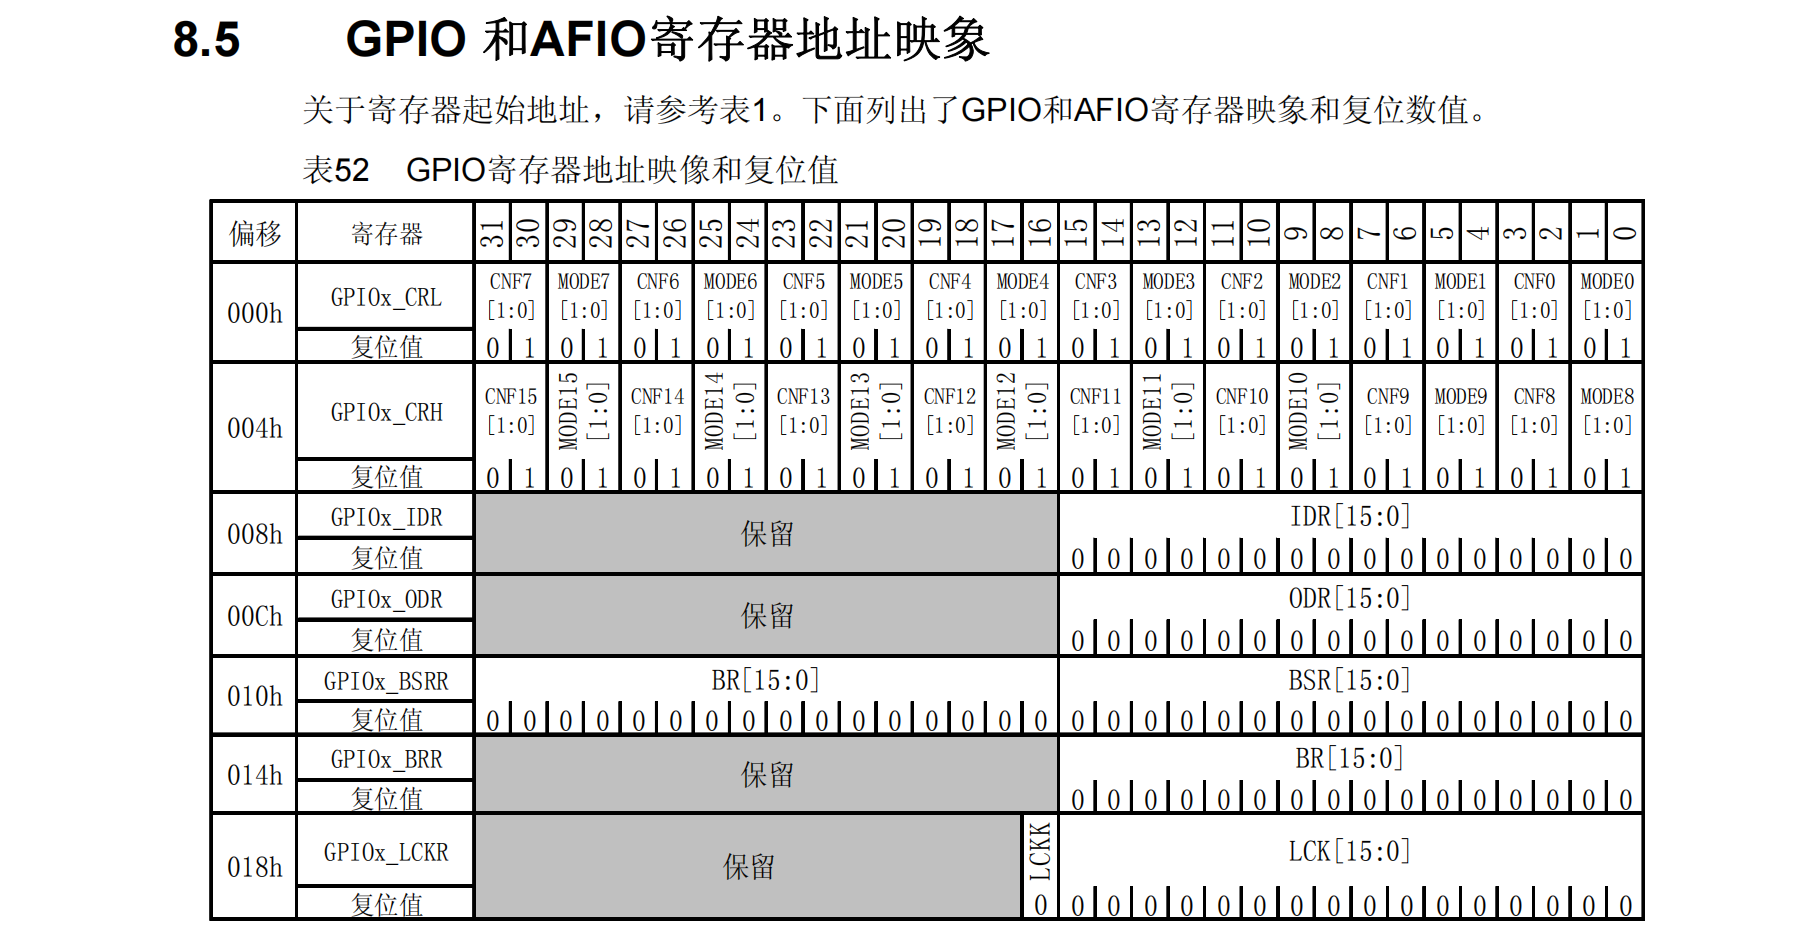 8.5 GPIO 和AFIO寄存器地址映象
关于寄存器起始地址，请参考表1。下面列出了GPIO和AFIO寄存器映象和复位数值。
表52 GPIO寄存器地址映像和复位值
偏移 寄存器 31 30 29 28 27 26 25 24 23 22 21 20 19 18 17 16 15 14 13 12 11 10 9 8 7 6 5 4 3 2 1 0
000h GPIOx_CRL CNF7 [1:0] MODE7 [1:0] CNF6 [1:0] MODE6 [1:0] CNF5 [1:0] MODE5 [1:0] CNF4 [1:0] MODE4 [1:0] CNF3 [1:0] MODE3 [1:0] CNF2 [1:0] MODE2 [1:0] CNF1 [1:0] MODE1 [1:0] CNF0 [1:0] MODE0 [1:0]
复位值 0 1 0 1 0 1 0 1 0 1 0 1 0 1 0 1 0 1 0 1 0 1 0 1 0 1 0 1 0 1 0 1
004h GPIOx_CRH CNF15 [1:0] MODE15 [1:0] CNF14 [1:0] MODE14 [1:0] CNF13 [1:0] MODE13 [1:0] CNF12 [1:0] MODE12 [1:0] CNF11 [1:0] MODE11 [1:0] CNF10 [1:0] MODE10 [1:0] CNF9 [1:0] MODE9 [1:0] CNF8 [1:0] MODE8 [1:0]
复位值 0 1 0 1 0 1 0 1 0 1 0 1 0 1 0 1 0 1 0 1 0 1 0 1 0 1 0 1 0 1 0 1
008h GPIOx_IDR 保留 IDR[15:0]
复位值 0 0 0 0 0 0 0 0 0 0 0 0 0 0 0 0
00Ch GPIOx_ODR 保留 ODR[15:0]
复位值 0 0 0 0 0 0 0 0 0 0 0 0 0 0 0 0
010h GPIOx_BSRR BR[15:0] BSR[15:0]
复位值 0 0 0 0 0 0 0 0 0 0 0 0 0 0 0 0 0 0 0 0 0 0 0 0 0 0 0 0 0 0 0 0
014h GPIOx_BRR 保留 BR[15:0]
复位值 0 0 0 0 0 0 0 0 0 0 0 0 0 0 0 0
018h GPIOx_LCKR 保留 LCKK LCK[15:0]
复位值 0 0 0 0 0 0 0 0 0 0 0 0 0 0 0 0 0